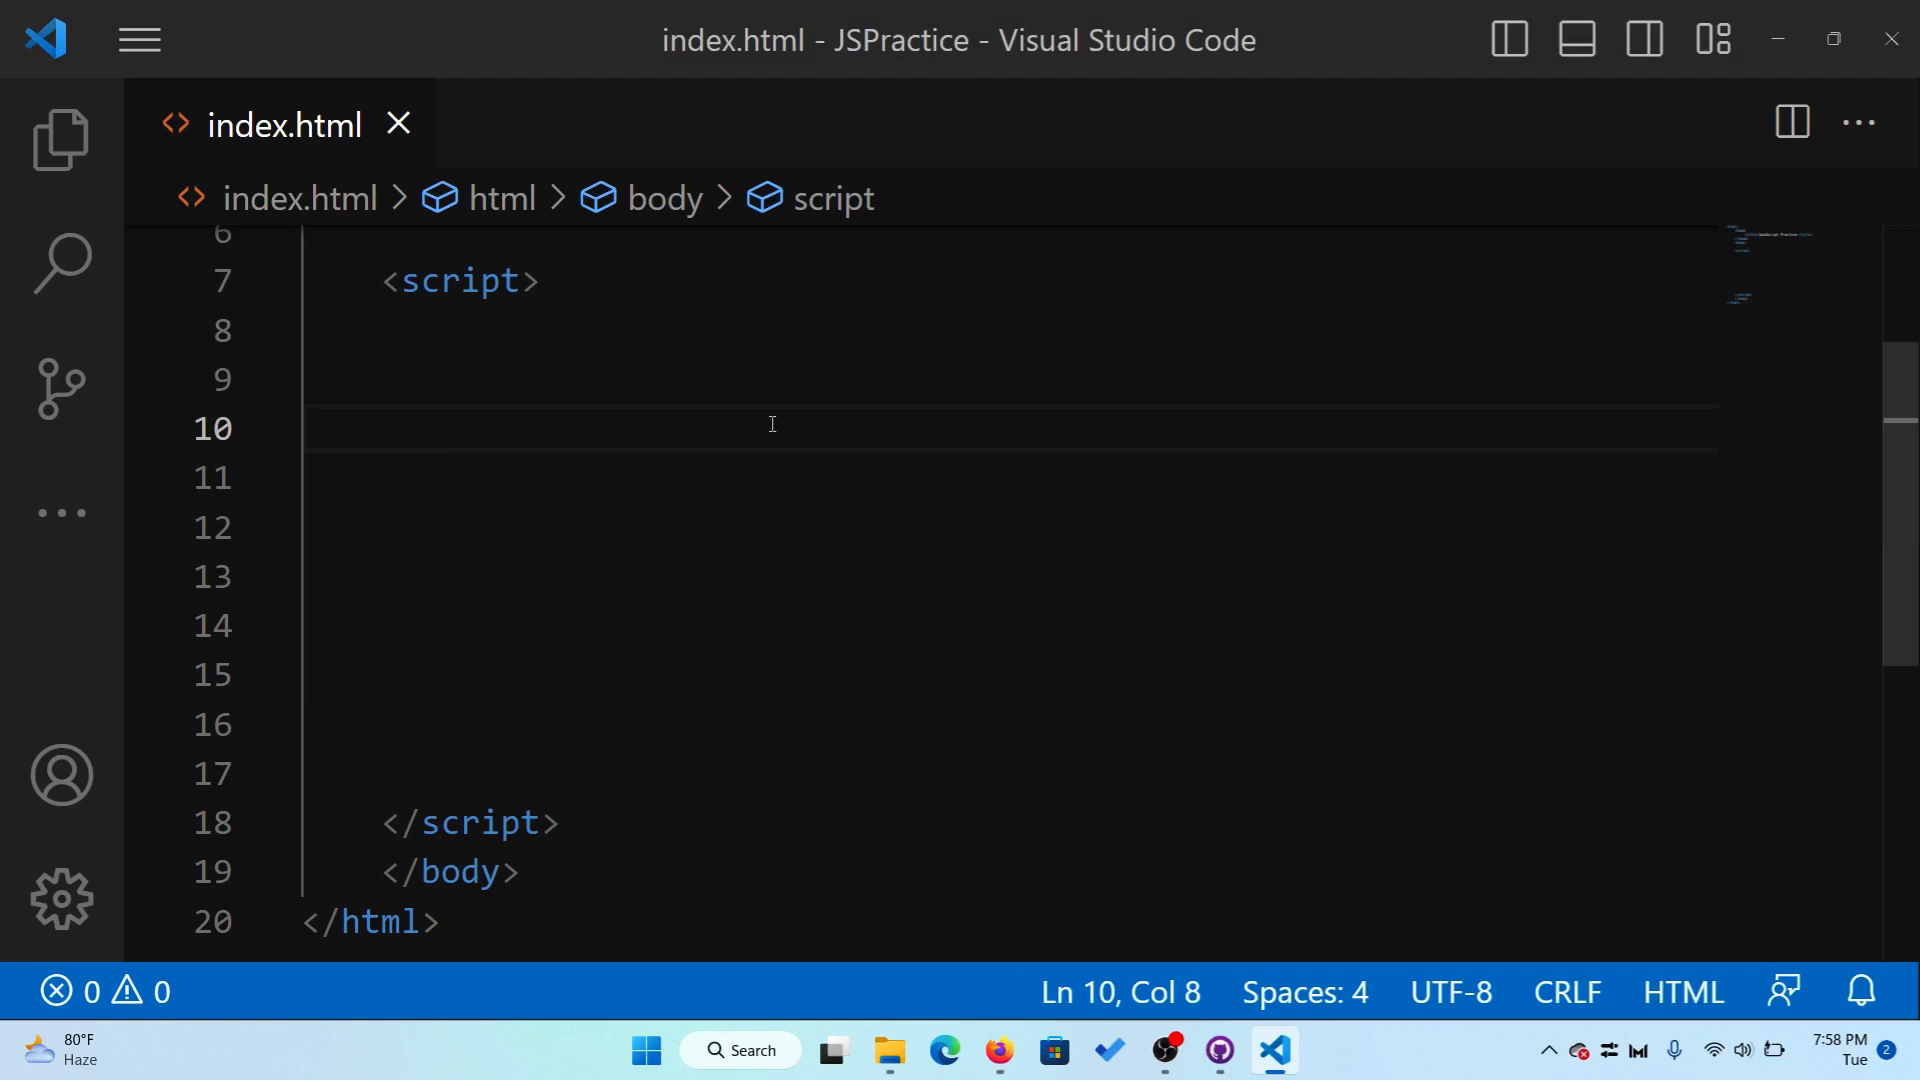 index.html - JSPractice - Visual Studio Code
index.html
index.html > html > body > script
6
7 <script>
8
9
10
11
12
13
14
15
16
17
18 </script>
19 </body>
20 </html>
0 0 Ln 10, Col 8 Spaces: 4 UTF-8 CRLF HTML
80°F
Haze
Search
7:58 PM
Tue
2